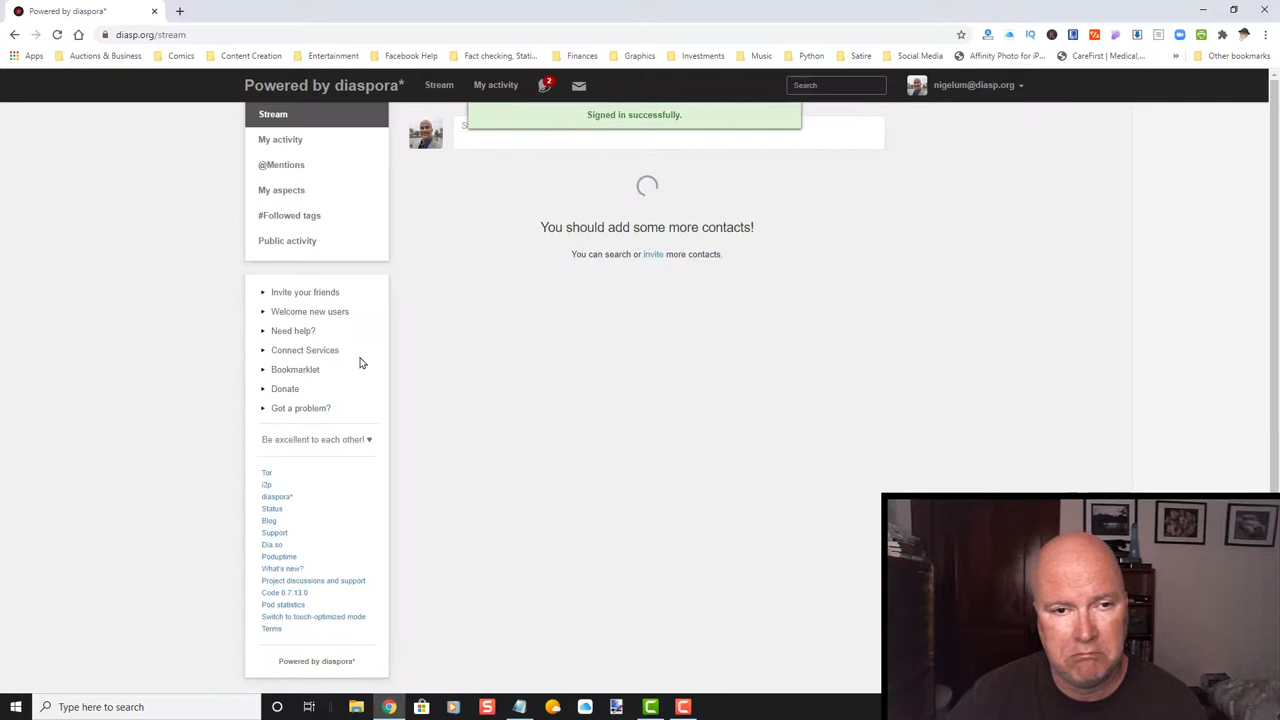 Powered by diaspora*
diasp.org/stream
Apps
Auctions & Business
Comics
Content Creation
Entertainment
Facebook Help
Fact checking, Stati...
Finances
Graphics
Investments
Music
Python
Satire
Social Media
Affinity Photo for iP...
CareFirst | Medical,...
»
Other bookmarks
Powered by diaspora*
Stream
My activity
2
Search
nigelum@diasp.org
Stream
My activity
@Mentions
My aspects
#Followed tags
Public activity
Signed in successfully.
S
You should add some more contacts!
You can search or invite more contacts.
Invite your friends
Welcome new users
Need help?
Connect Services
Bookmarklet
Donate
Got a problem?
Be excellent to each other! ♥
Tor
i2p
diaspora*
Status
Blog
Support
Dia.so
Poduptime
What's new?
Project discussions and support
Code 0.7.13.0
Pod statistics
Switch to touch-optimized mode
Terms
Powered by diaspora*
Type here to search